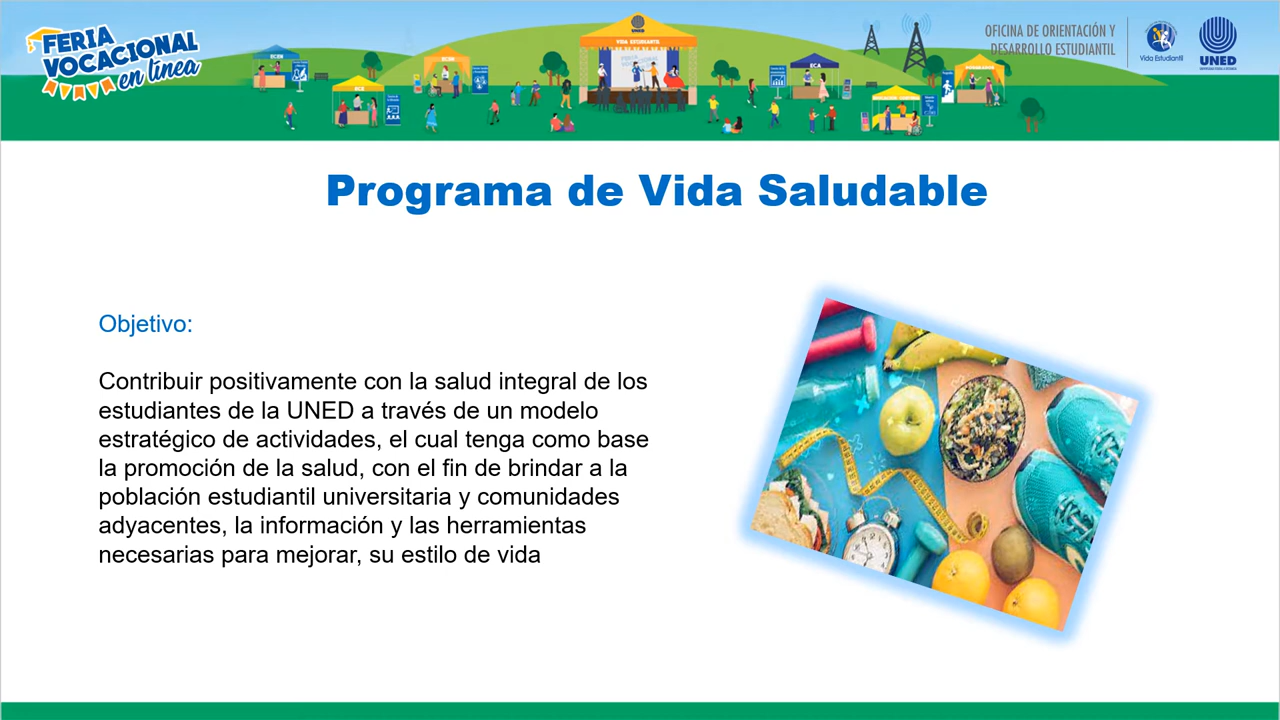 FERIA
VOCACIONAL
en línea
VIDA ESTUDIANTIL
ECA
OFICINA DE ORIENTACIÓN Y
DESARROLLO ESTUDIANTIL
Vida Estudiantil
UNED
Programa de Vida Saludable
Objetivo:
Contribuir positivamente con la salud integral de los
estudiantes de la UNED a través de un modelo
estratégico de actividades, el cual tenga como base
la promoción de la salud, con el fin de brindar a la
población estudiantil universitaria y comunidades
adyacentes, la información y las herramientas
necesarias para mejorar, su estilo de vida